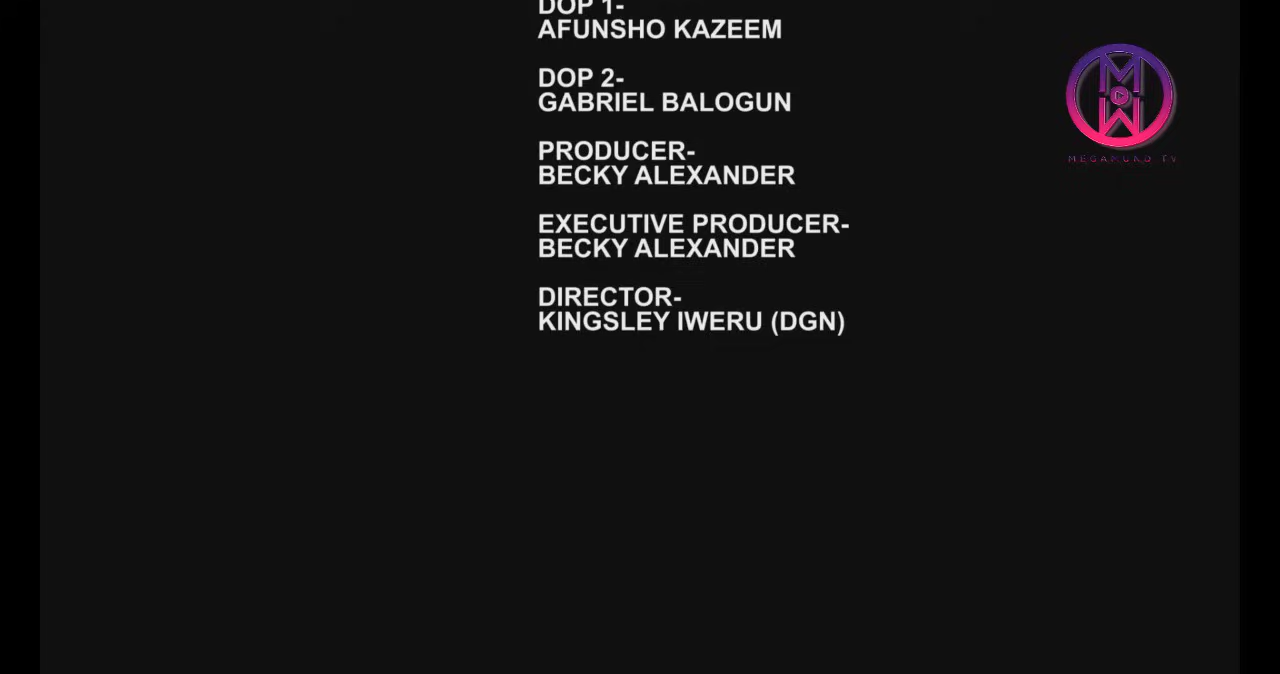 DOP 1-
AFUNSHO KAZEEM
DOP 2-
GABRIEL BALOGUN
PRODUCER-
BECKY ALEXANDER
EXECUTIVE PRODUCER-
BECKY ALEXANDER
DIRECTOR-
KINGSLEY IWERU (DGN)
TV